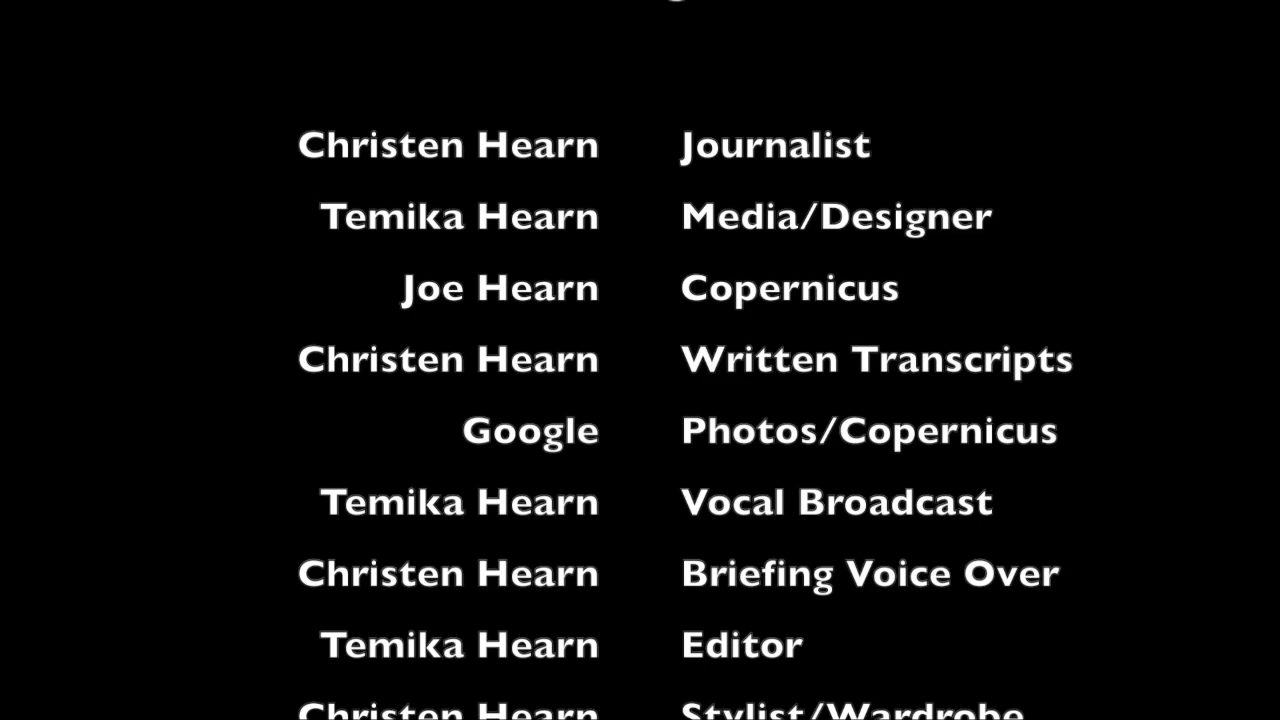 Christen Hearn Journalist
Temika Hearn Media/Designer
Joe Hearn Copernicus
Christen Hearn Written Transcripts
Google Photos/Copernicus
Temika Hearn Vocal Broadcast
Christen Hearn Briefing Voice Over
Temika Hearn Editor
Christen Hearn Stylist/Wardrobe